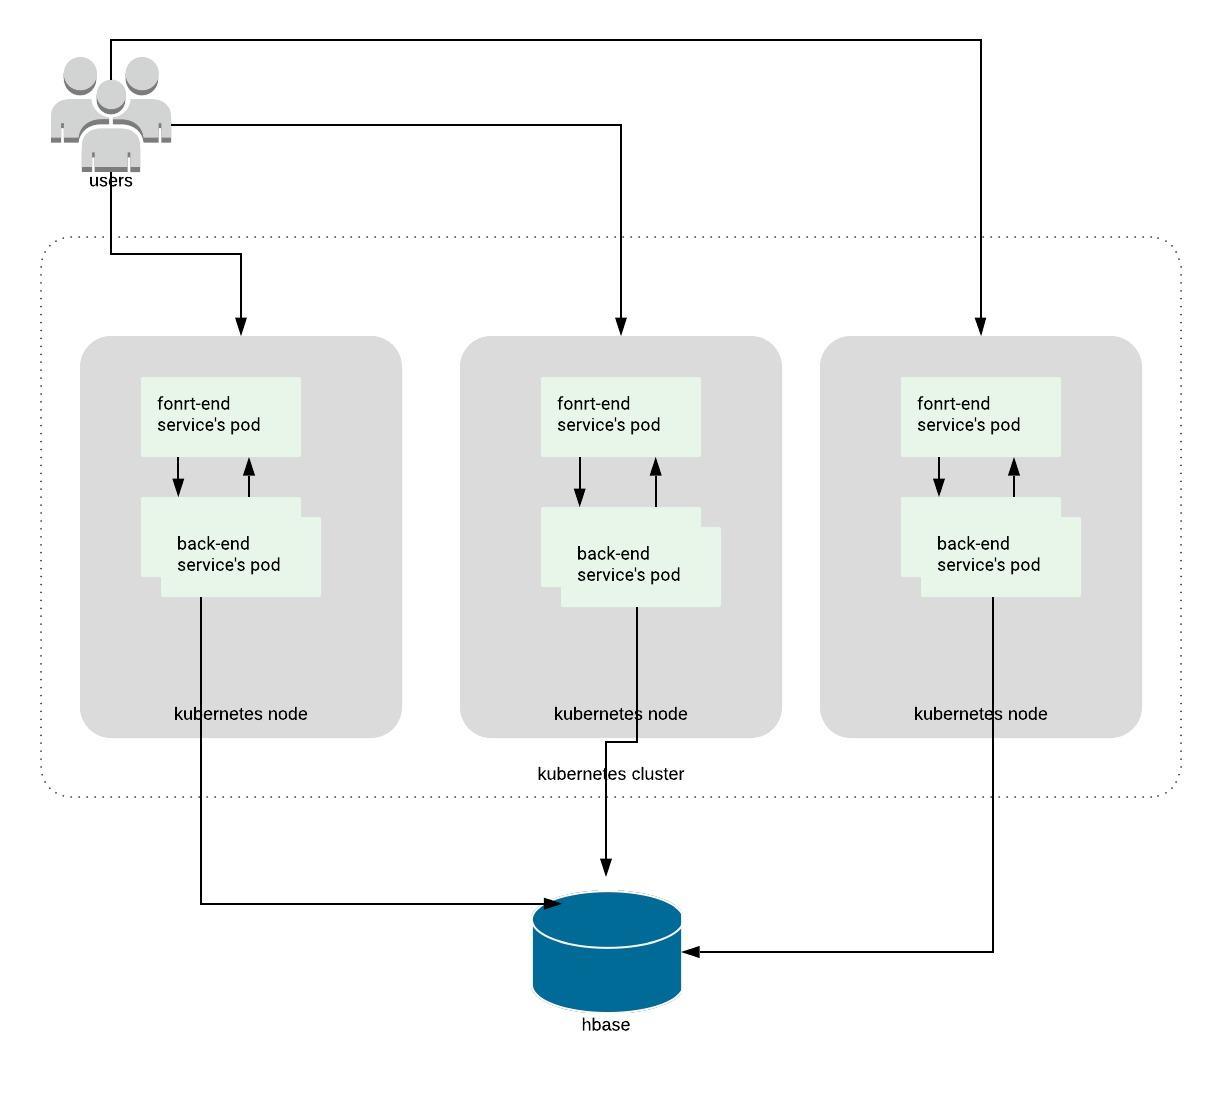 users
fonrt-end
service's pod
back-end
service's pod
kubernetes node
fonrt-end
service's pod
back-end
service's pod
kubernetes node
fonrt-end
service's pod
back-end
service's pod
kubernetes node
kubernetes cluster
hbase